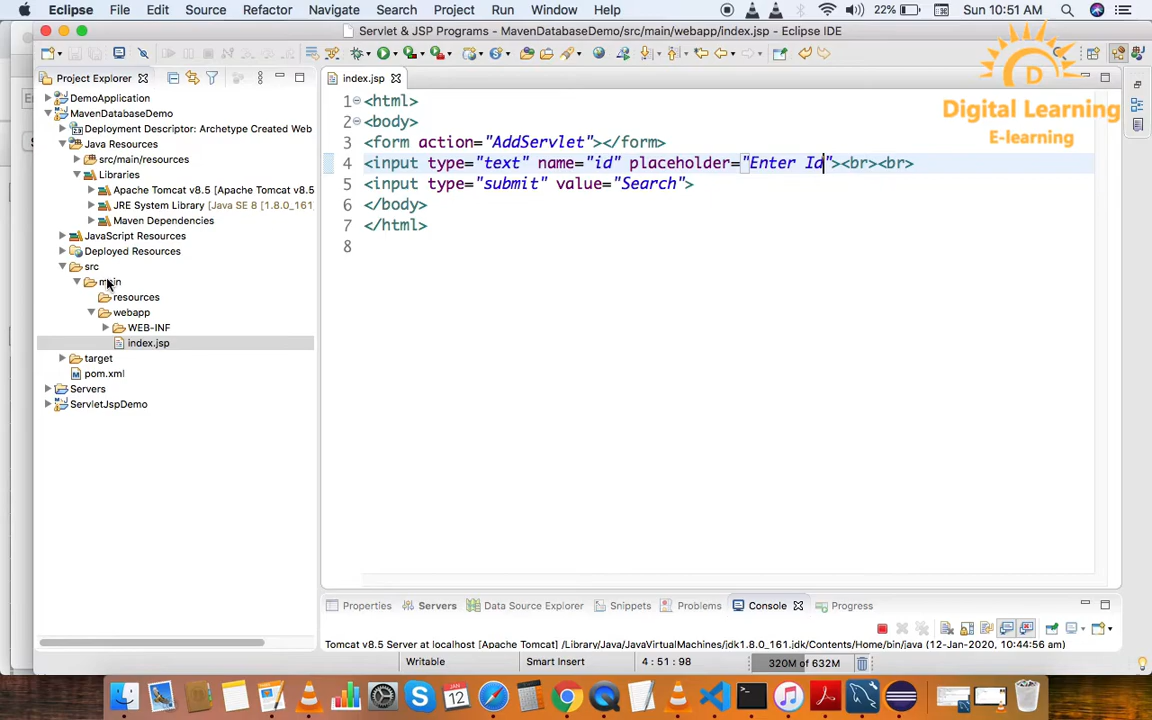 Eclipse File Edit Source Refactor Navigate Search Project Run Window Help 22% Sun 10:51 AM
Servlet & JSP Programs - MavenDatabaseDemo/src/main/webapp/index.jsp - Eclipse IDE
D
Digital Learning
E-learning
Project Explorer
DemoApplication
MavenDatabaseDemo
Deployment Descriptor: Archetype Created Web
Java Resources
src/main/resources
Libraries
Apache Tomcat v8.5 [Apache Tomcat v8.5
JRE System Library [Java SE 8 [1.8.0_161
Maven Dependencies
JavaScript Resources
Deployed Resources
src
main
resources
webapp
WEB-INF
index.jsp
target
pom.xml
Servers
ServletJspDemo
index.jsp
1 <html>
2 <body>
3 <form action="AddServlet"></form>
4 <input type="text" name="id" placeholder="Enter Id"><br><br>
5 <input type="submit" value="Search">
6 </body>
7 </html>
8
Properties Servers Data Source Explorer Snippets Problems Console Progress
Tomcat v8.5 Server at localhost [Apache Tomcat] /Library/Java/JavaVirtualMachines/jdk1.8.0_161.jdk/Contents/Home/bin/java (12-Jan-2020, 10:44:56 am)
Writable Smart Insert 4 : 51 : 98 320M of 632M
JAN
12